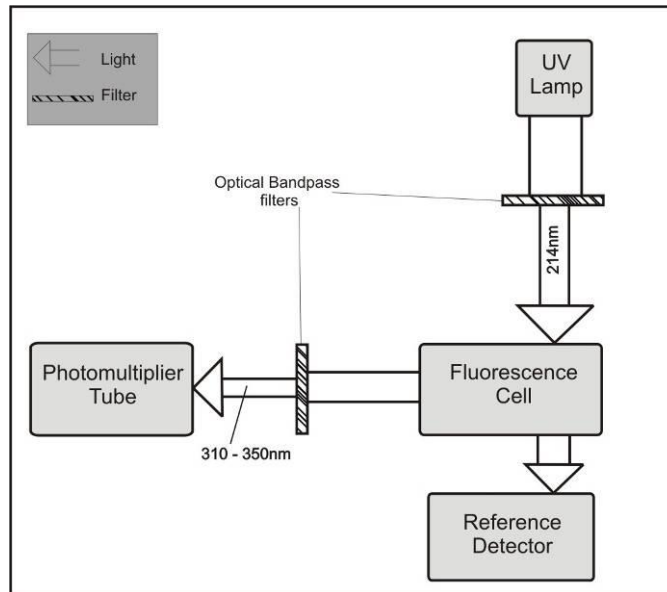 Light
Filter
UV
Lamp
Optical Bandpass
filters
214nm
Photomultiplier
Tube
310 - 350nm
Fluorescence
Cell
Reference
Detector